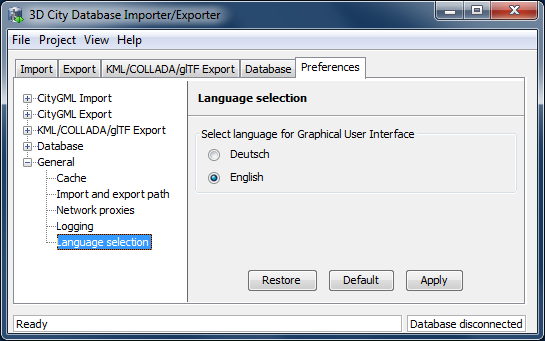 3D City Database Importer/Exporter
File Project View Help
Import Export KML/COLLADA/glTF Export Database Preferences
CityGML Import
CityGML Export
KML/COLLADA/glTF Export
Database
General
Cache
Import and export path
Network proxies
Logging
Language selection
Language selection
Select language for Graphical User Interface
Deutsch
English
Restore Default Apply
Ready Database disconnected